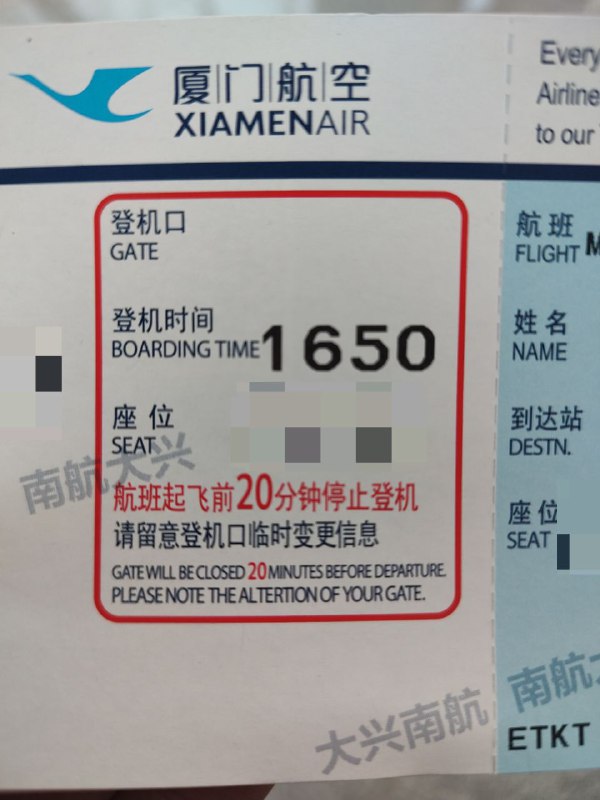 厦门航空
XIAMENAIR
登机口
GATE
登机时间
BOARDING TIME 1650
座 位
SEAT
航班起飞前20分钟停止登机
请留意登机口临时变更信息
GATE WILL BE CLOSED 20 MINUTES BEFORE DEPARTURE.
PLEASE NOTE THE ALTERTION OF YOUR GATE.
南航大兴
大兴南航
Every
Airline
to our
航 班
FLIGHT M
姓 名
NAME
到达站
DESTN.
座 位
SEAT
南航大
ETKT